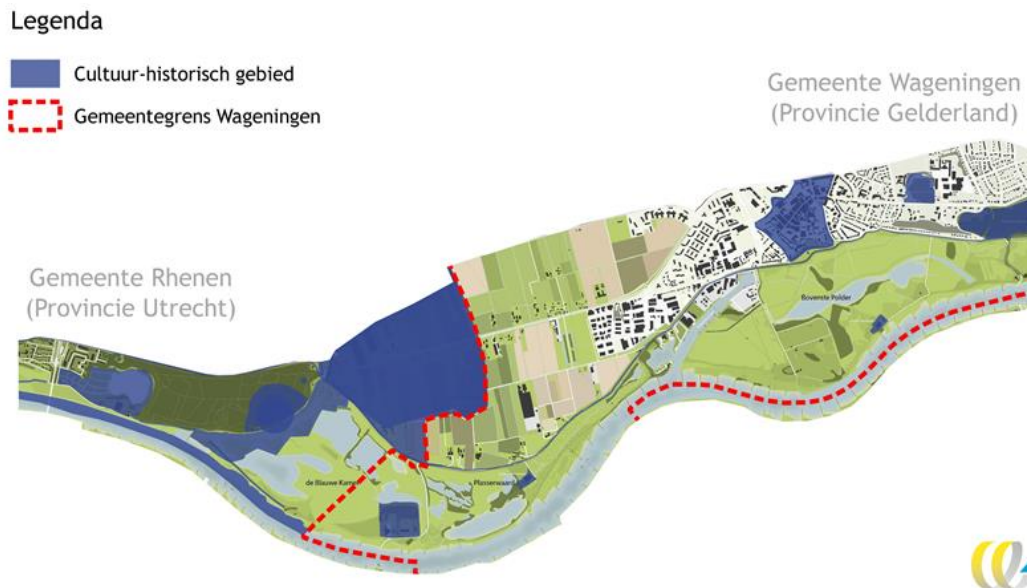 Legenda
Cultuur-historisch gebied
Gemeentegrens Wageningen
Gemeente Wageningen
(Provincie Gelderland)
Gemeente Rhenen
(Provincie Utrecht)
Bovenste Polder
de Blauwe Kamer
Plasserwaard